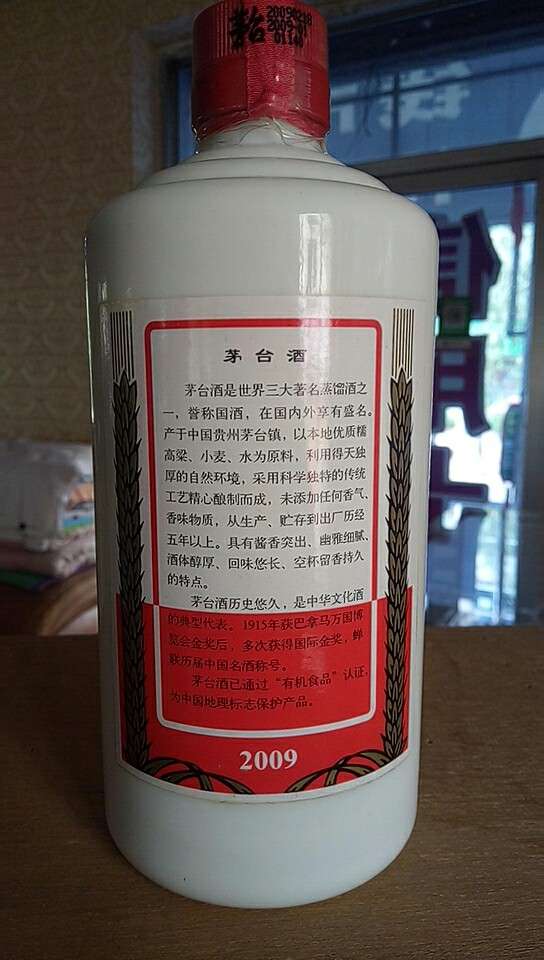 茅台
茅台酒
茅台酒是世界三大著名蒸馏酒之
一，誉称国酒，在国内外享有盛名。
产于中国贵州茅台镇，以本地优质糯
高粱、小麦、水为原料，利用得天独
厚的自然环境，采用科学独特的传统
工艺精心酿制而成，未添加任何香气、
香味物质，从生产、贮存到出厂历经
五年以上。具有酱香突出、幽雅细腻、
酒体醇厚、回味悠长、空杯留香持久
的特点。
茅台酒历史悠久，是中华文化酒
的典型代表。1915年荣获巴拿马万国博
览会金奖后，多次获得国际金奖，蝉
联历届中国名酒称号。
茅台酒已通过“有机食品”认证，
为中国地理标志保护产品。
2009